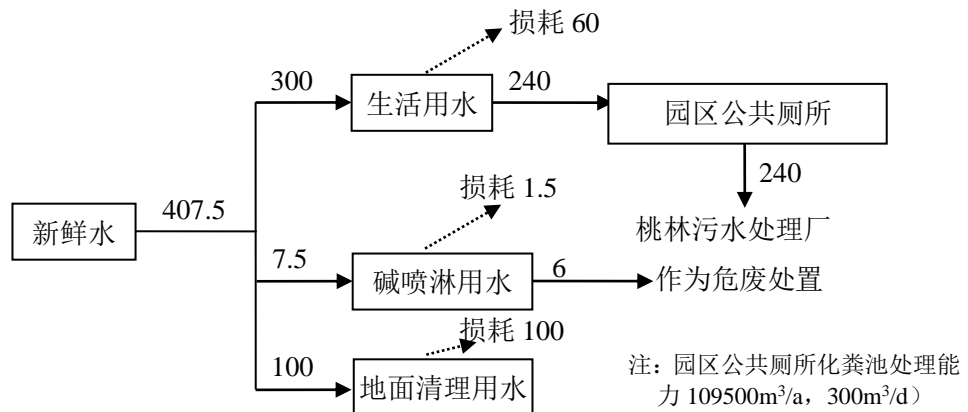 损耗 60
300
生活用水
240
园区公共厕所
240
桃林污水处理厂
新鲜水
407.5
损耗 1.5
7.5
碱喷淋用水
6
作为危废处置
损耗 100
100
地面清理用水
注：园区公共厕所化粪池处理能
力 109500m³/a，300m³/d）